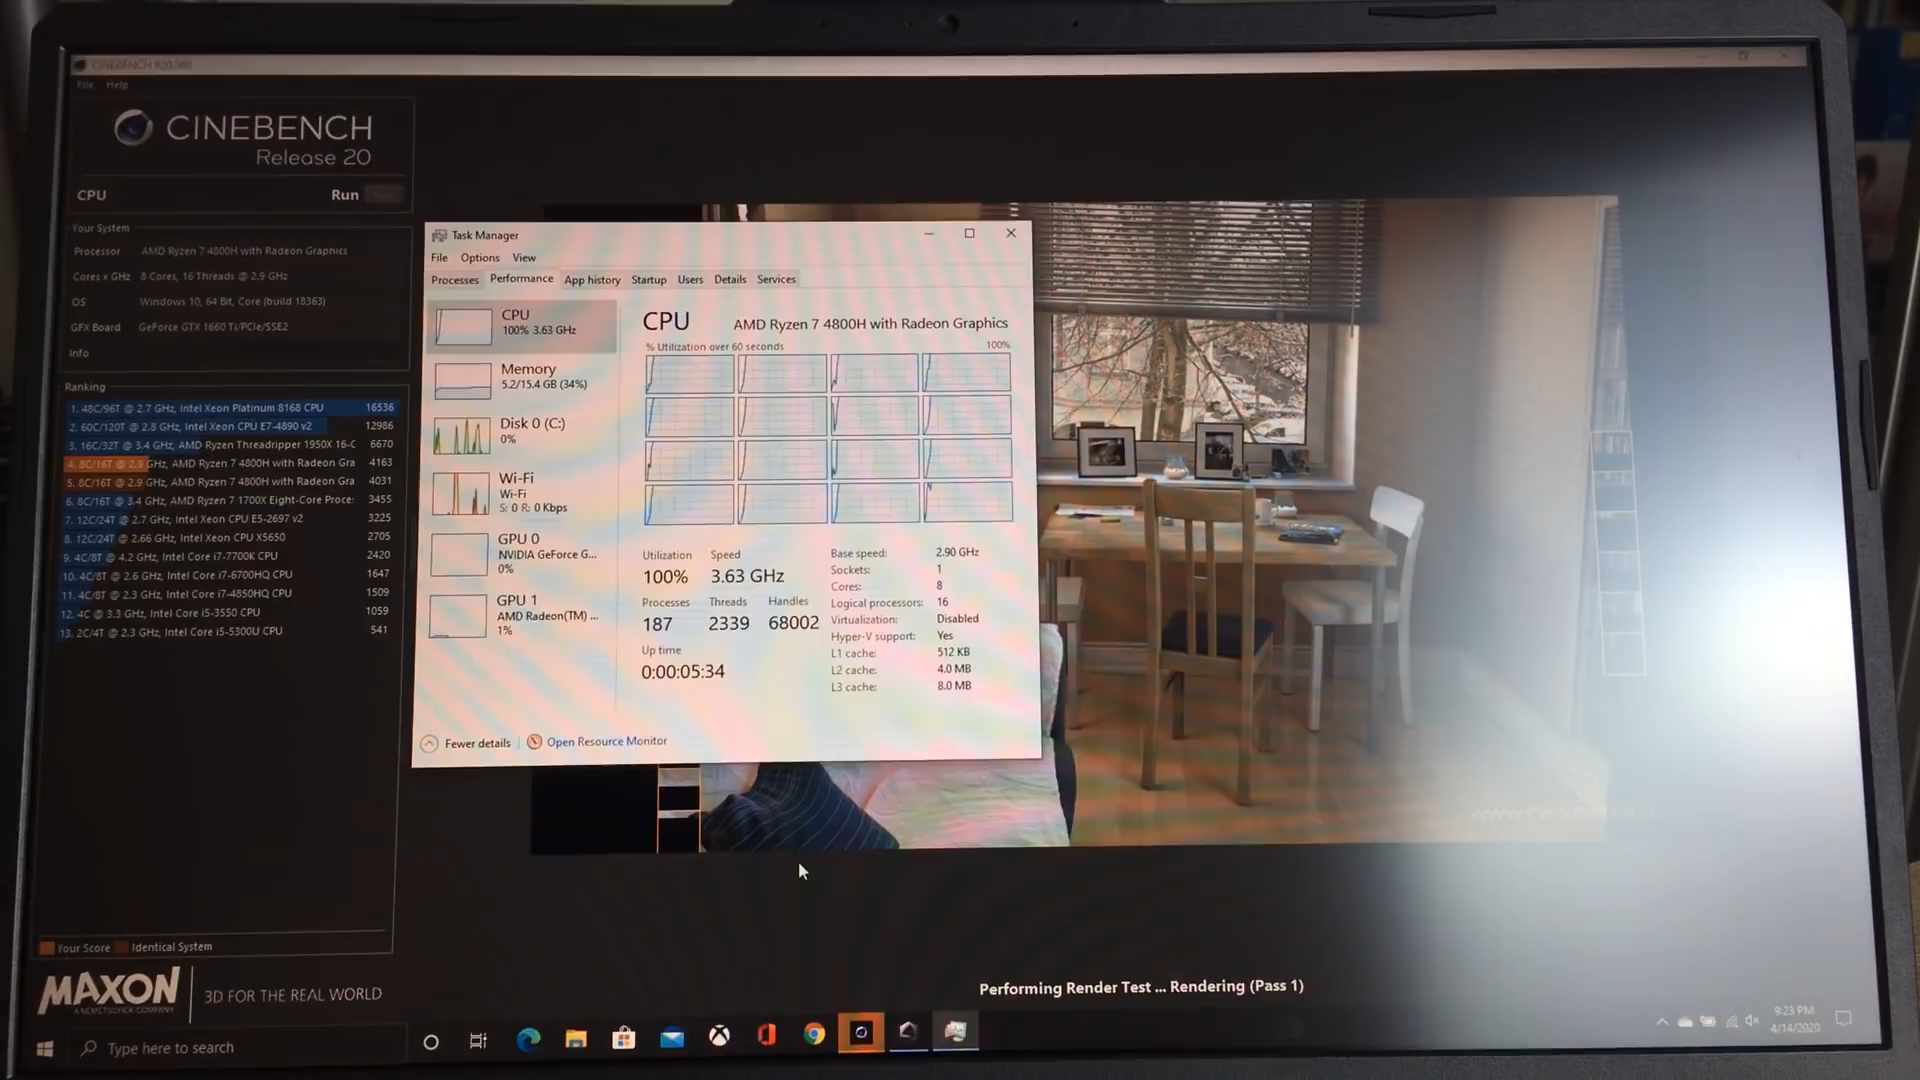 CINEBENCH R20.060
File Help
CINEBENCH
Release 20
CPU Run
Your System
Processor AMD Ryzen 7 4800H with Radeon Graphics
Cores x GHz 8 Cores, 16 Threads @ 2.9 GHz
OS Windows 10, 64 Bit, Core (build 18363)
GFX Board GeForce GTX 1660 Ti/PCIe/SSE2
Info
Ranking
1. 48C/96T @ 2.7 GHz, Intel Xeon Platinum 8168 CPU 16536
2. 60C/120T @ 2.8 GHz, Intel Xeon CPU E7-4890 v2 12986
3. 16C/32T @ 3.4 GHz, AMD Ryzen Threadripper 1950X 16-C 6670
4. 8C/16T @ 2.9 GHz, AMD Ryzen 7 4800H with Radeon Gra 4163
5. 8C/16T @ 2.9 GHz, AMD Ryzen 7 4800H with Radeon Gra 4031
6. 8C/16T @ 3.4 GHz, AMD Ryzen 7 1700X Eight-Core Proce: 3455
7. 12C/24T @ 2.7 GHz, Intel Xeon CPU E5-2697 v2 3225
8. 12C/24T @ 2.66 GHz, Intel Xeon CPU X5650 2705
9. 4C/8T @ 4.2 GHz, Intel Core i7-7700K CPU 2420
10. 4C/8T @ 2.6 GHz, Intel Core i7-6700HQ CPU 1647
11. 4C/8T @ 2.3 GHz, Intel Core i7-4850HQ CPU 1509
12. 4C @ 3.3 GHz, Intel Core i5-3550 CPU 1059
13. 2C/4T @ 2.3 GHz, Intel Core i5-5300U CPU 541
Your Score Identical System
MAXON
A NEMETSCHEK COMPANY
3D FOR THE REAL WORLD
Task Manager
File Options View
Processes Performance App history Startup Users Details Services
CPU
100% 3.63 GHz
Memory
5.2/15.4 GB (34%)
Disk 0 (C:)
0%
Wi-Fi
Wi-Fi
S: 0 R: 0 Kbps
GPU 0
NVIDIA GeForce G...
0%
GPU 1
AMD Radeon(TM) ...
1%
CPU AMD Ryzen 7 4800H with Radeon Graphics
% Utilization over 60 seconds 100%
Utilization Speed
100% 3.63 GHz
Processes Threads Handles
187 2339 68002
Up time
0:00:05:34
Base speed: 2.90 GHz
Sockets: 1
Cores: 8
Logical processors: 16
Virtualization: Disabled
Hyper-V support: Yes
L1 cache: 512 KB
L2 cache: 4.0 MB
L3 cache: 8.0 MB
Fewer details Open Resource Monitor
Performing Render Test ... Rendering (Pass 1)
Type here to search
9:23 PM
4/14/2020